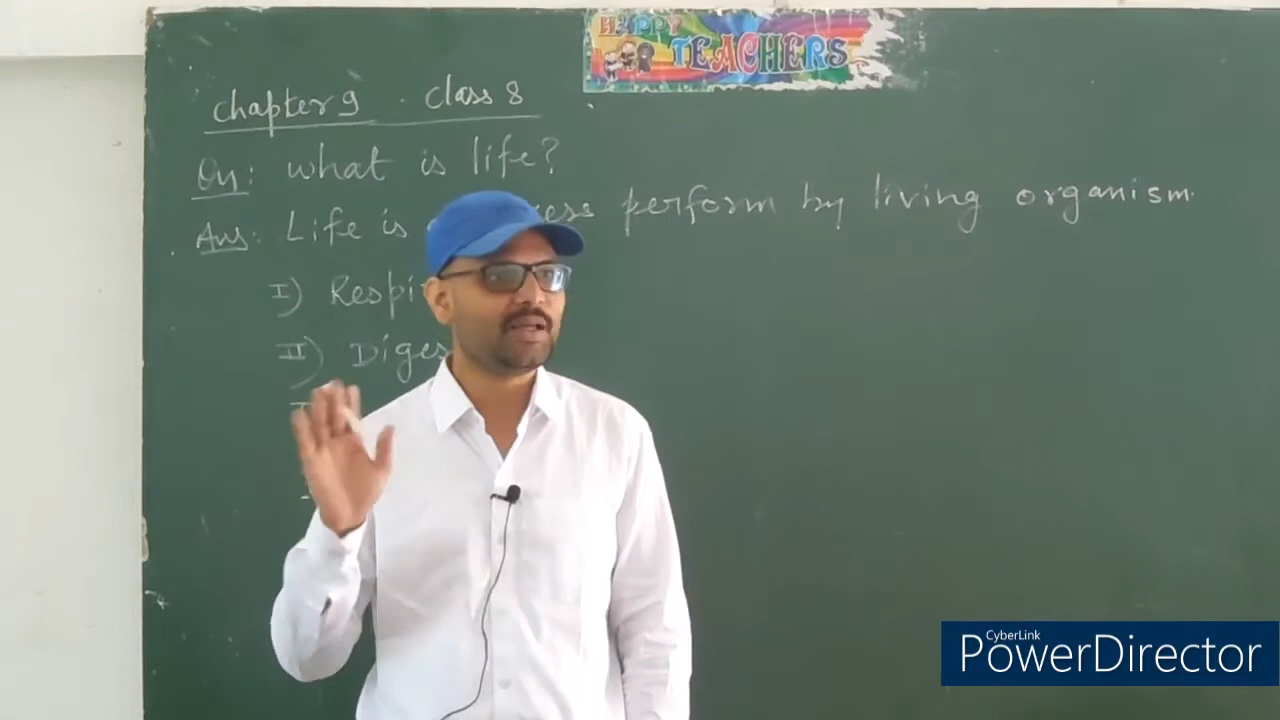 HAPPY
TEACHERS
Chapter 9 . Class 8
Qn: what is life?
Ans: Life is perform by living organism.
I) Respi
II) Diges
CyberLink
PowerDirector